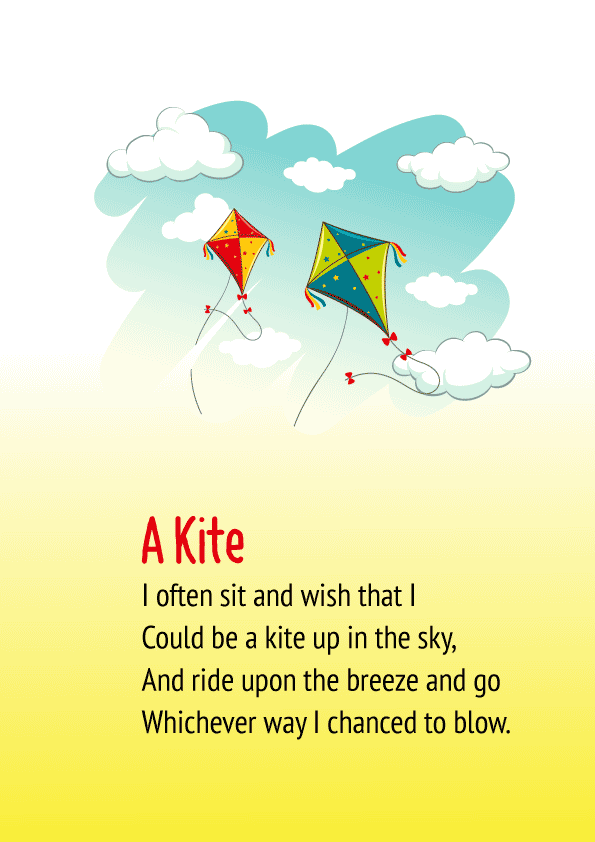 A Kite
I often sit and wish that I
Could be a kite up in the sky,
And ride upon the breeze and go
Whichever way I chanced to blow.